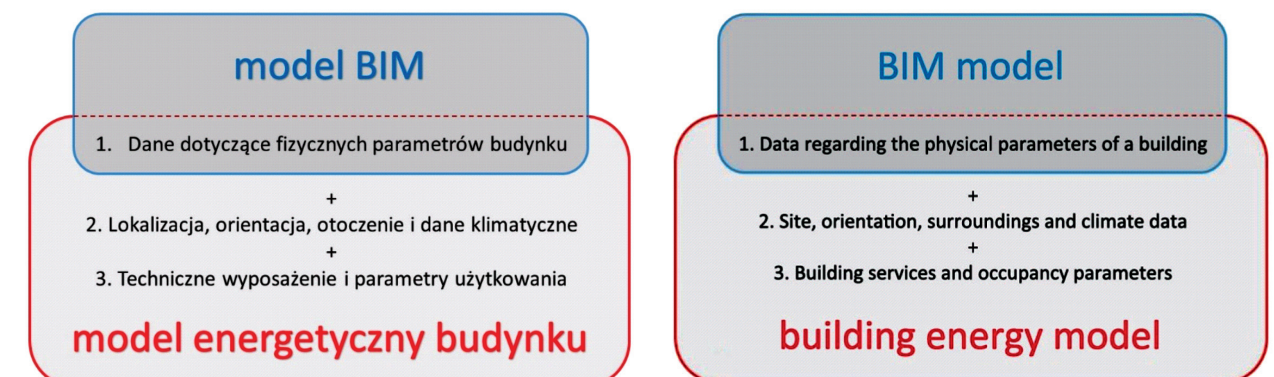 model BIM
1. Dane dotyczące fizycznych parametrów budynku
+
2. Lokalizacja, orientacja, otoczenie i dane klimatyczne
+
3. Techniczne wyposażenie i parametry użytkowania
model energetyczny budynku
BIM model
1. Data regarding the physical parameters of a building
+
2. Site, orientation, surroundings and climate data
+
3. Building services and occupancy parameters
building energy model